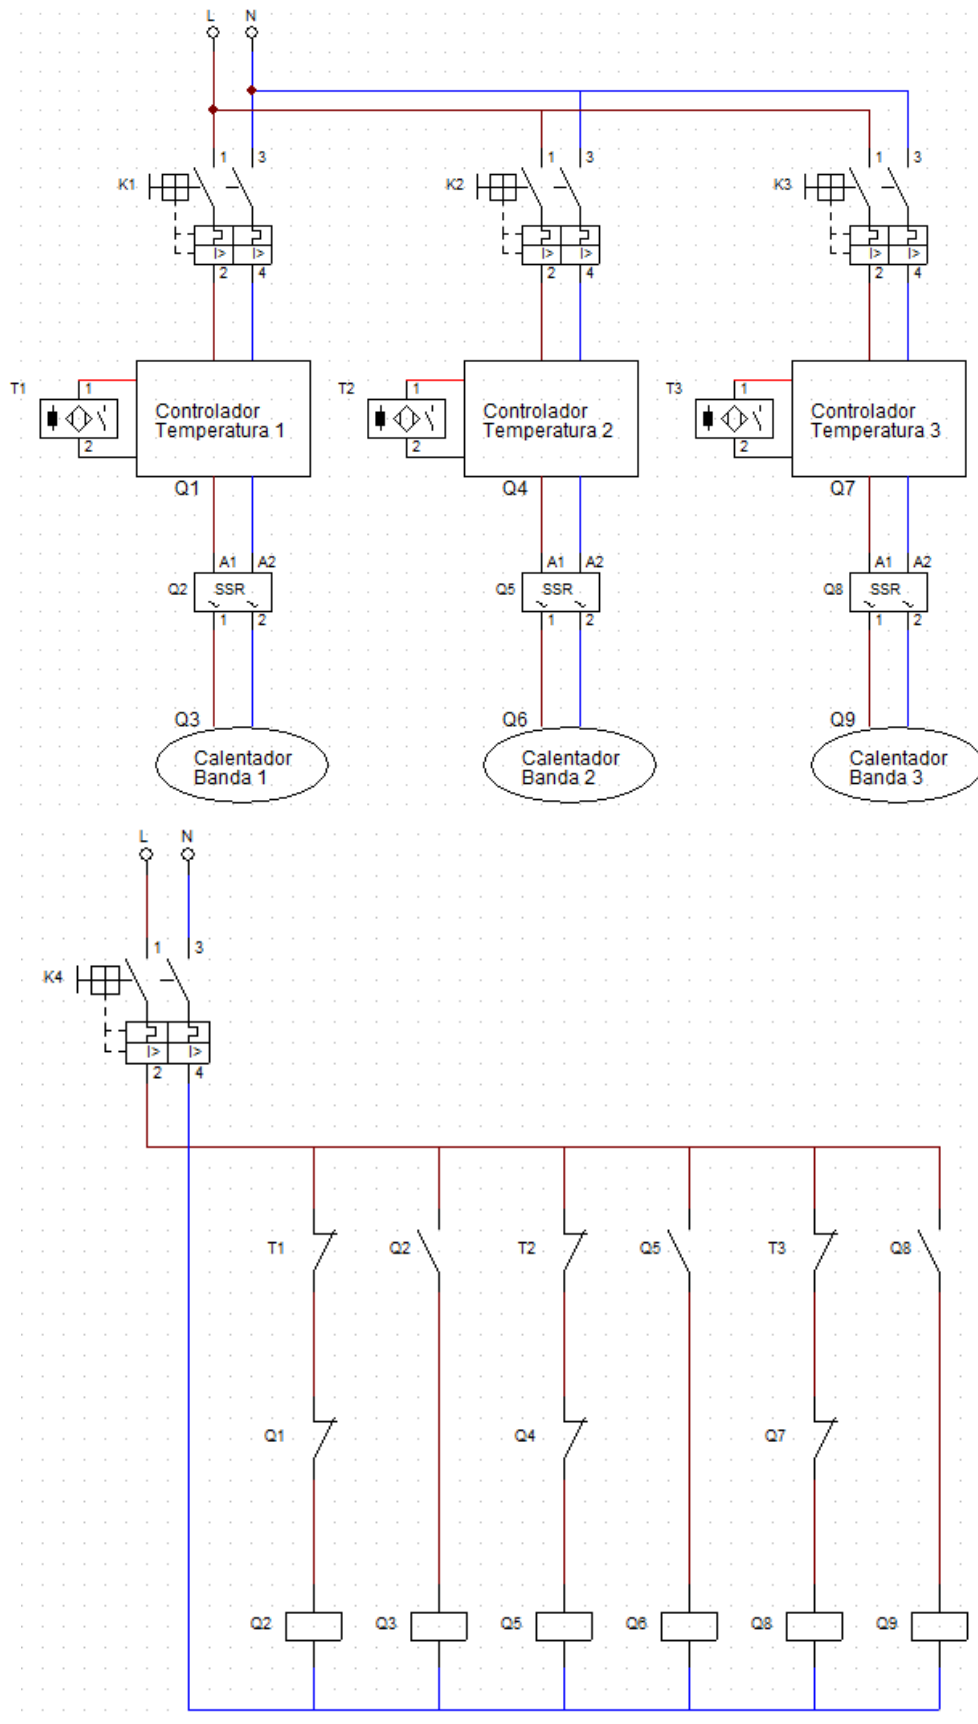 L N
1 3 1 3 1 3
K1 K2 K3
I> I> I> I> I> I>
2 4 2 4 2 4
T1 1 T2 1 T3 1
Controlador Controlador Controlador
Temperatura 1 Temperatura 2 Temperatura 3
2 2 2
Q1 Q4 Q7
A1 A2 A1 A2 A1 A2
Q2 SSR Q5 SSR Q8 SSR
1 2 1 2 1 2
Q3 Q6 Q9
Calentador Calentador Calentador
Banda 1 Banda 2 Banda 3
L N
1 3
K4
I> I>
2 4
T1 Q2 T2 Q5 T3 Q8
Q1 Q4 Q7
Q2 Q3 Q5 Q6 Q8 Q9